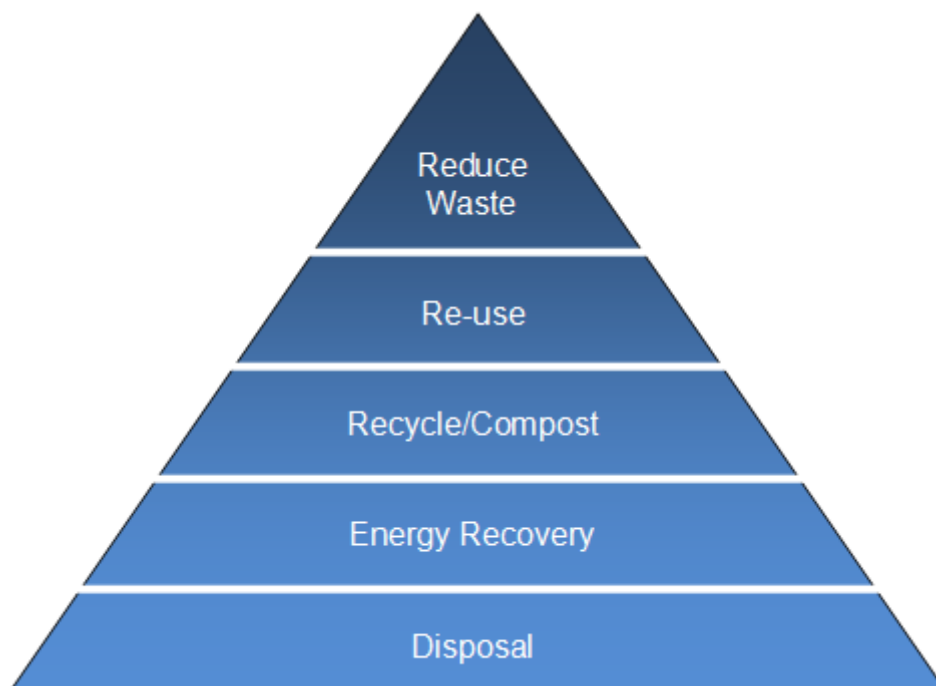 Reduce
Waste
Re-use
Recycle/Compost
Energy Recovery
Disposal